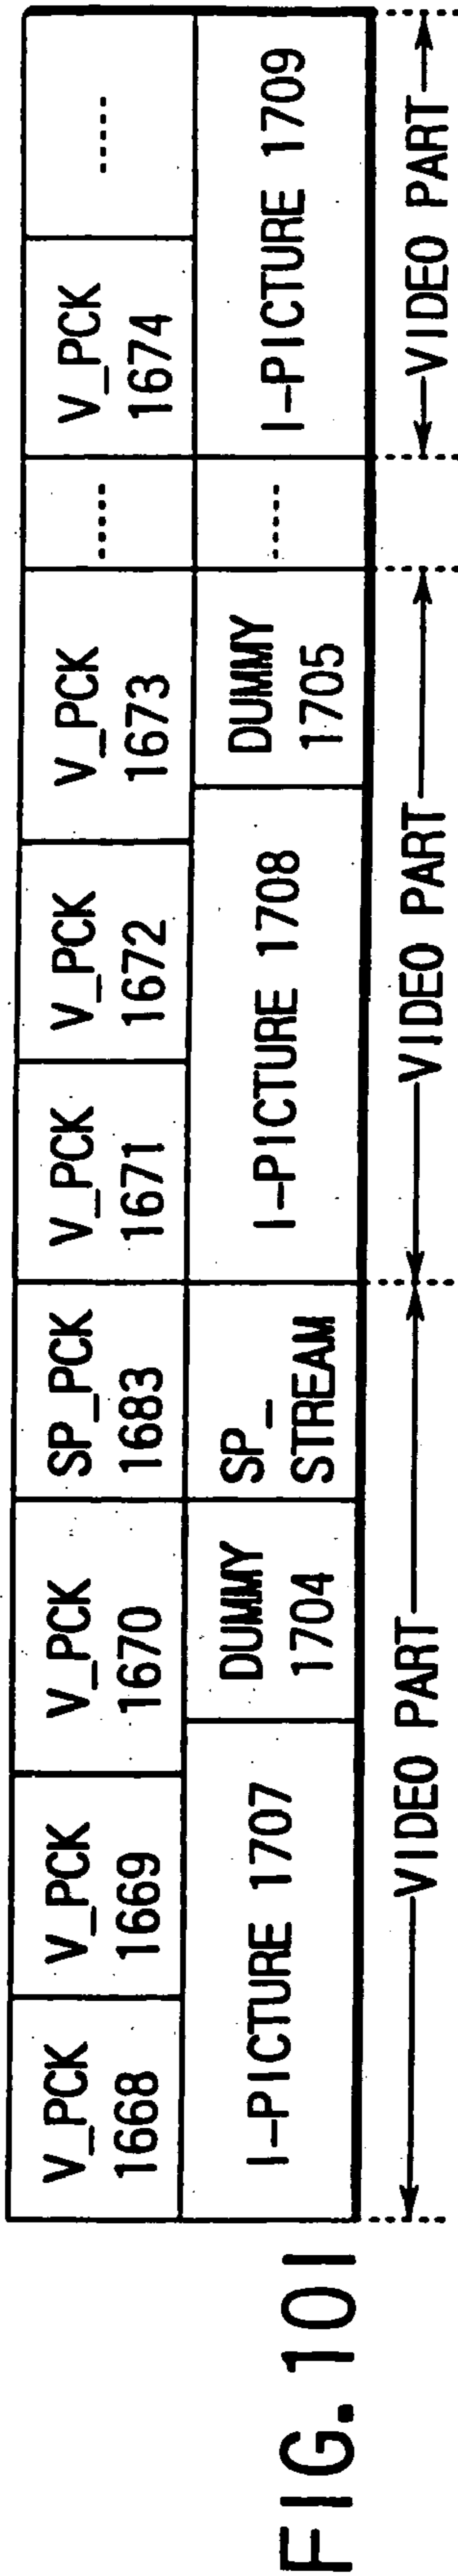 V_PCK
1668
V_PCK
1669
V_PCK
1670
SP_PCK
1683
V_PCK
1671
V_PCK
1672
V_PCK
1673
-----
V_PCK
1674
-----
I-PICTURE 1707
DUMMY
1704
SP_
STREAM
I-PICTURE 1708
DUMMY
1705
-----
I-PICTURE 1709
VIDEO PART
VIDEO PART
VIDEO PART
FIG.10I